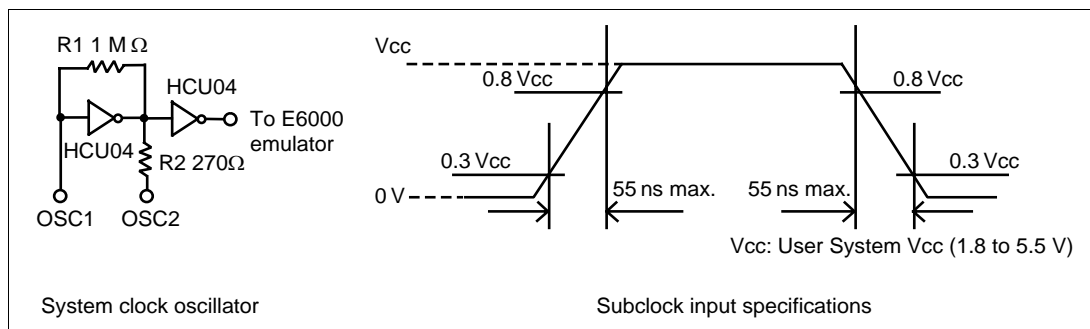 R1 1 M Ω
HCU04
To E6000
emulator
HCU04
R2 270Ω
OSC1
OSC2
System clock oscillator
Vcc
0.8 Vcc
0.8 Vcc
0.3 Vcc
0.3 Vcc
0 V
55 ns max.
55 ns max.
Vcc: User System Vcc (1.8 to 5.5 V)
Subclock input specifications